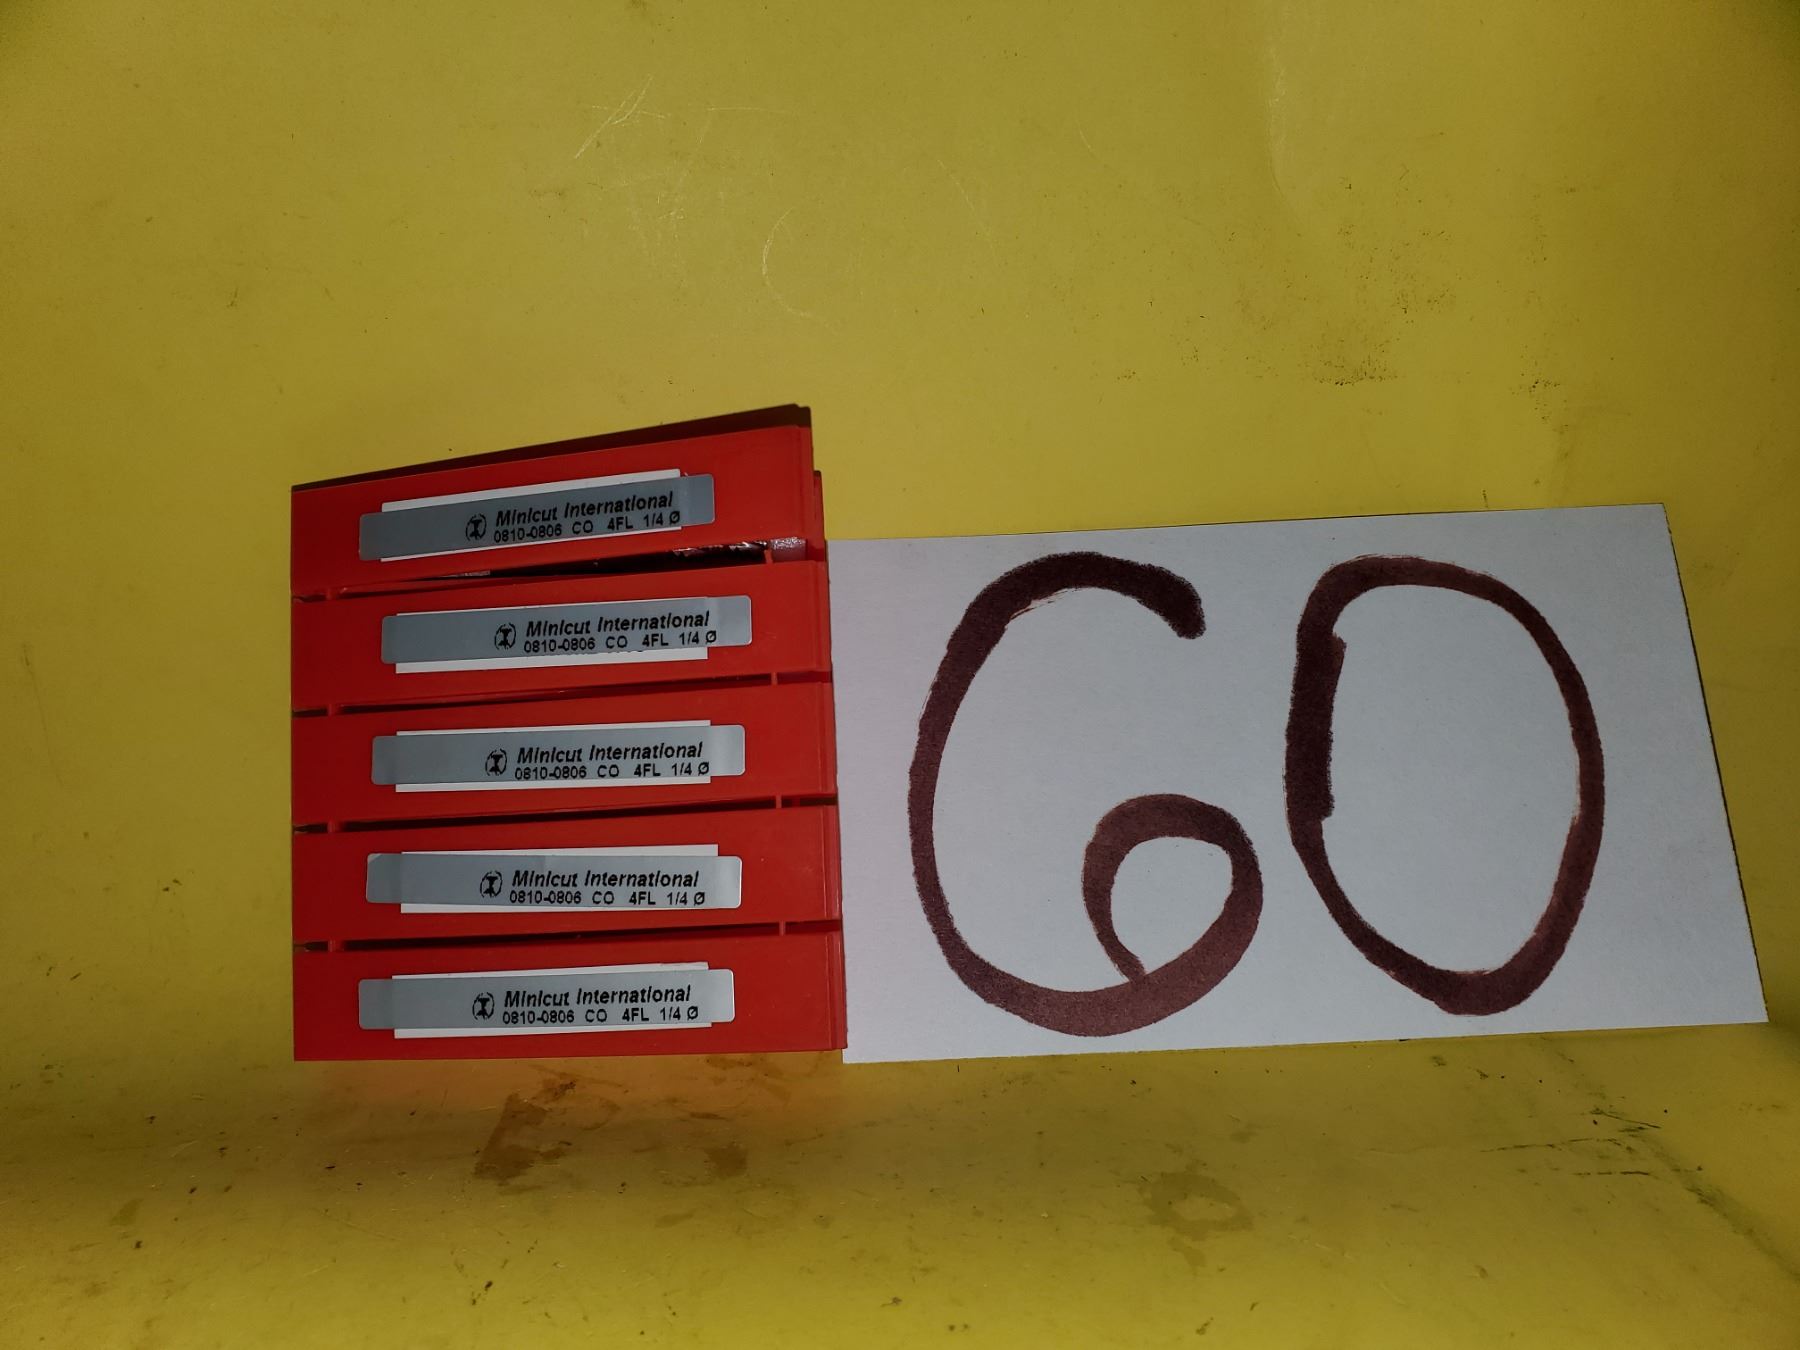 Minicut International
0810-0806 CO 4FL 1/4 Ø
Minicut International
0810-0806 CO 4FL 1/4 Ø
Minicut International
0810-0806 CO 4FL 1/4 Ø
Minicut International
0810-0806 CO 4FL 1/4 Ø
Minicut International
0810-0806 CO 4FL 1/4 Ø
60